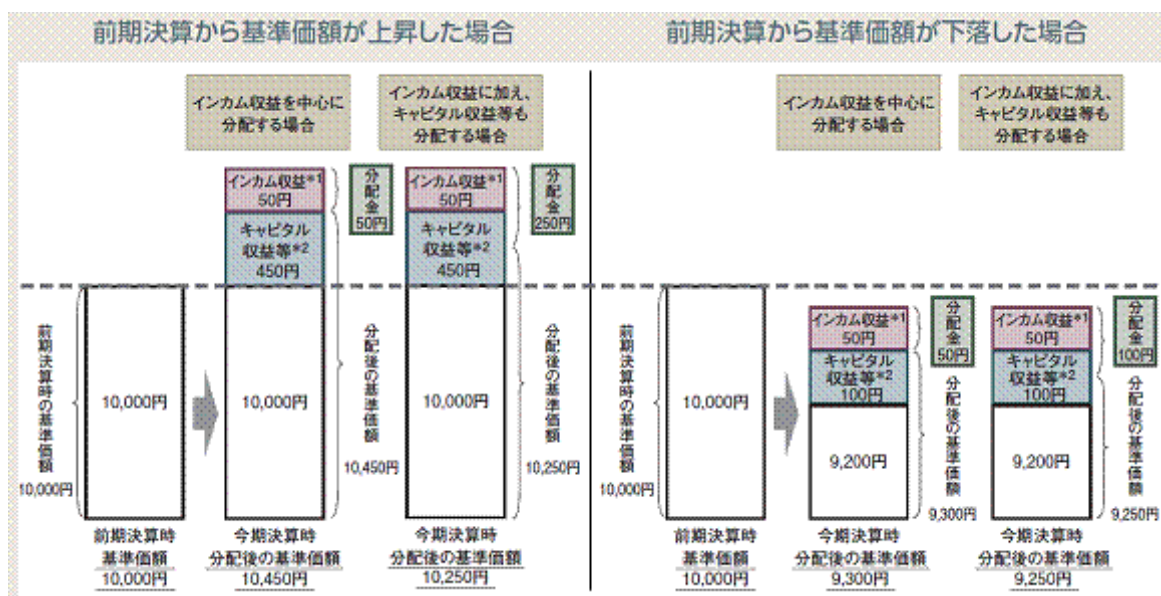 前期決算から基準価額が上昇した場合
インカム収益を中心に
分配する場合
インカム収益に加え、
キャピタル収益等も
分配する場合
インカム収益*1
50円
キャピタル
収益等*2
450円
分配金
50円
インカム収益*1
50円
キャピタル
収益等*2
450円
分配金
250円
前期決算時の基準価額
10,000円
10,000円
10,000円
分配後の基準価額
10,450円
10,000円
分配後の基準価額
10,250円
前期決算時
基準価額
10,000円
今期決算時
分配後の基準価額
10,450円
今期決算時
分配後の基準価額
10,250円
前期決算から基準価額が下落した場合
インカム収益を中心に
分配する場合
インカム収益に加え、
キャピタル収益等も
分配する場合
前期決算時の基準価額
10,000円
10,000円
インカム収益*1
50円
キャピタル
収益等*2
100円
9,200円
分配金
50円
分配後の基準価額
9,300円
インカム収益*1
50円
キャピタル
収益等*2
100円
9,200円
分配金
100円
分配後の基準価額
9,250円
前期決算時
基準価額
10,000円
今期決算時
分配後の基準価額
9,300円
今期決算時
分配後の基準価額
9,250円